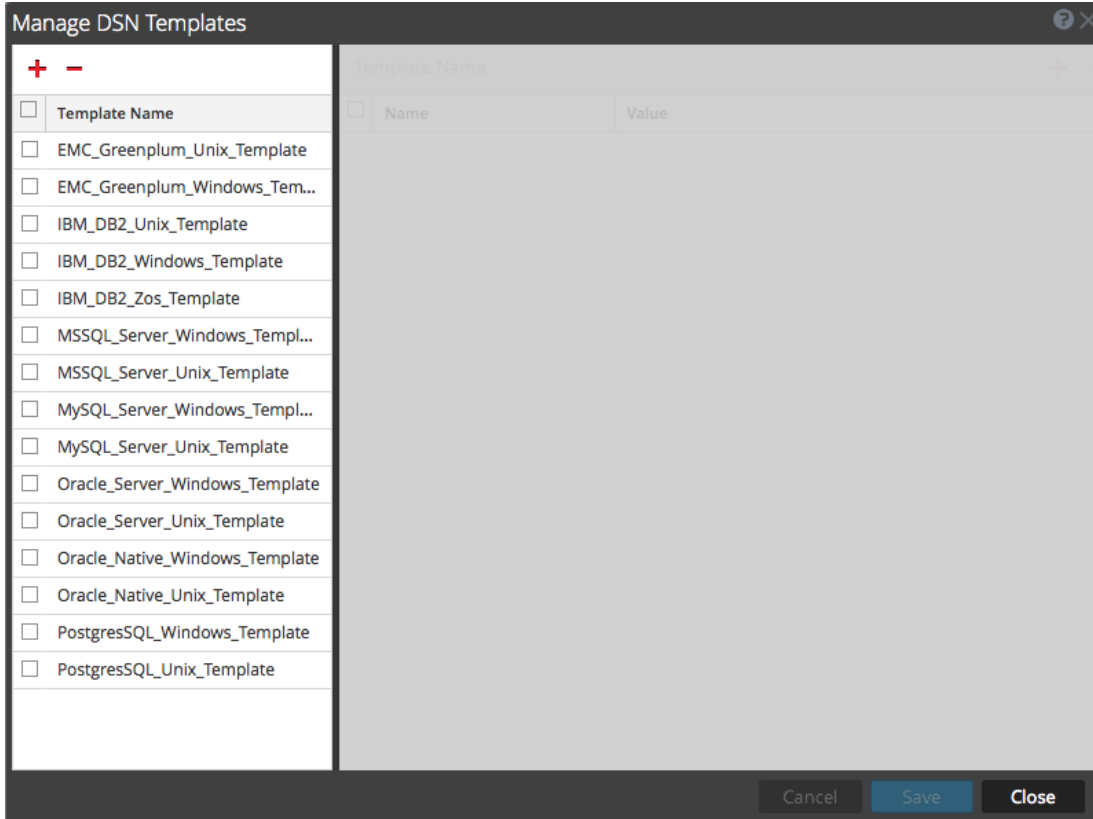 Manage DSN Templates
Template Name
Template Name
Name Value
EMC_Greenplum_Unix_Template
EMC_Greenplum_Windows_Tem...
IBM_DB2_Unix_Template
IBM_DB2_Windows_Template
IBM_DB2_Zos_Template
MSSQL_Server_Windows_Templ...
MSSQL_Server_Unix_Template
MySQL_Server_Windows_Templ...
MySQL_Server_Unix_Template
Oracle_Server_Windows_Template
Oracle_Server_Unix_Template
Oracle_Native_Windows_Template
Oracle_Native_Unix_Template
PostgresSQL_Windows_Template
PostgresSQL_Unix_Template
Cancel Save Close